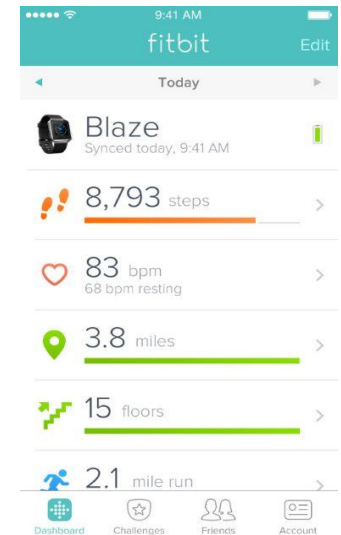 9:41 AM
fitbit
Edit
Today
Blaze
Synced today, 9:41 AM
8,793 steps
83 bpm
68 bpm resting
3.8 miles
15 floors
2.1 mile run
Dashboard Challenges Friends Account